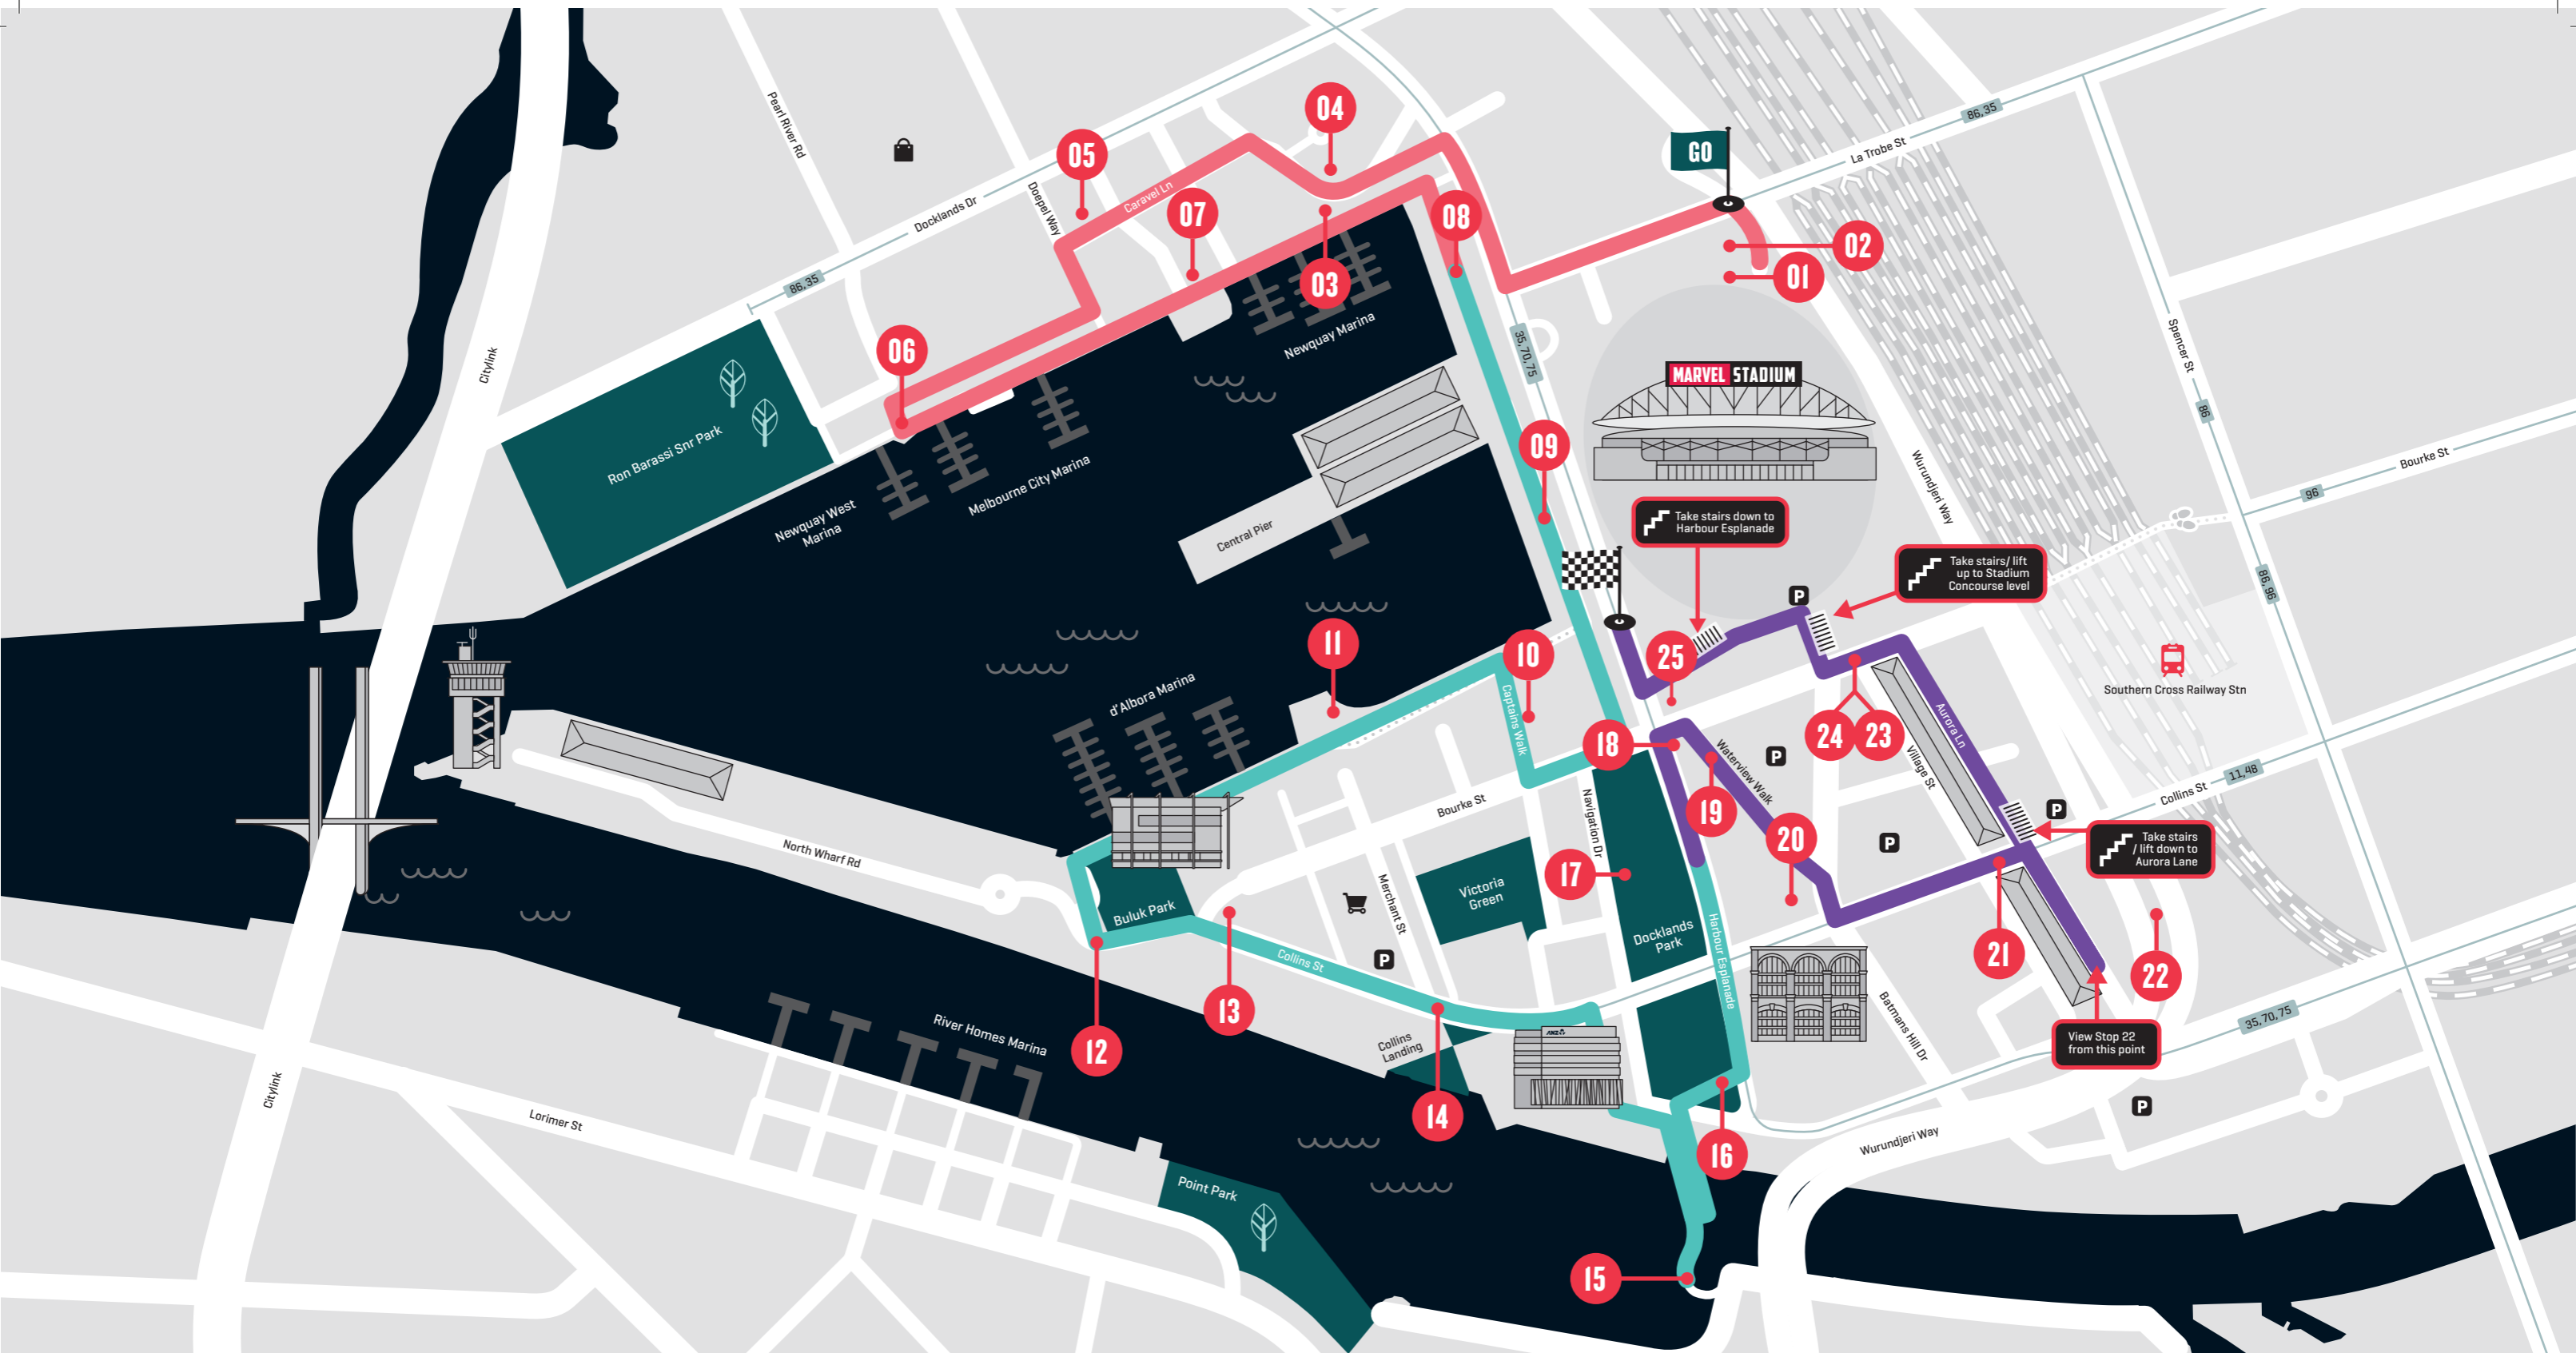 GO
86,35
La Trobe St
04
05
Pearl River Rd
Docklands Dr
Doepel Way
Caravel Ln
07
08
03
02
01
86,35
06
Citylink
Newquay Marina
35,70,75
Spencer St
86
MARVEL STADIUM
Ron Barassi Snr Park
Newquay West
Marina
Melbourne City Marina
Central Pier
09
Wurundjeri Way
Bourke St
96
Take stairs down to
Harbour Esplanade
Take stairs/ lift
up to Stadium
Concourse level
P
86,96
11
10
25
Southern Cross Railway Stn
d'Albora Marina
Captains Walk
18
24
23
Aurora Ln
Village St
Waterview Walk
P
11,48
Collins St
P
Take stairs
/ lift down to
Aurora Lane
19
20
P
Bourke St
Navigation Dr
North Wharf Rd
17
Victoria
Green
Merchant St
Buluk Park
Docklands
Park
Harbour Esplanade
Collins St
P
21
22
13
12
14
River Homes Marina
Collins
Landing
ANZ
Batmans Hill Dr
View Stop 22
from this point
35,70,75
P
Wurundjeri Way
16
Citylink
Lorimer St
Point Park
15